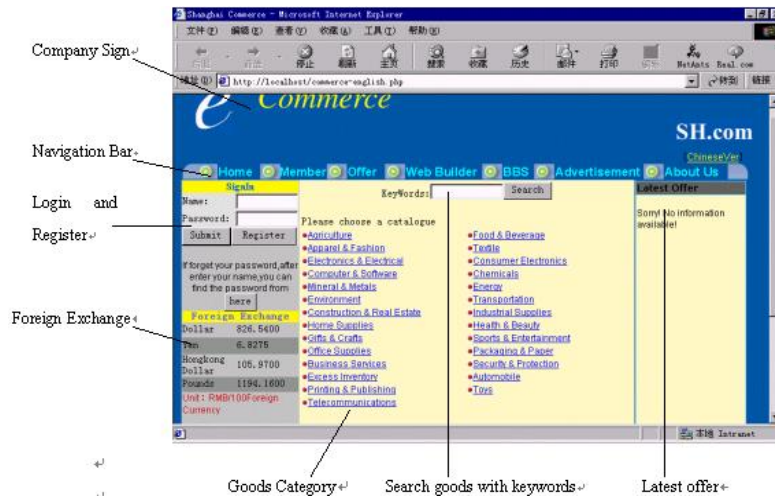 Shanghai Commerce - Microsoft Internet Explorer
文件(F) 编辑(E) 查看(V) 收藏(A) 工具(T) 帮助(H)
后退 前进 停止 刷新 主页 搜索 收藏 历史 邮件 打印 NetAnts Real.com
地址(D) http://localhost/commerce-english.php 转到 链接
Company Sign
e Commerce
SH.com
ChineseVer
Navigation Bar
Home Member Offer Web Builder BBS Advertisement About Us
SignIn
KeyWords: Search
Latest Offer
Login and
Register
Name:
Password:
Submit Register
Sorry! No information
available!
If forget your password,after
enter your name,you can
find the password from
here
Please choose a catalogue
Agriculture
Apparel & Fashion
Electronics & Electrical
Computer & Software
Mineral & Metals
Environment
Construction & Real Estate
Home Supplies
Gifts & Crafts
Office Supplies
Business Services
Excess Inventory
Printing & Publishing
Telecommunications
Food & Beverage
Textile
Consumer Electronics
Chemicals
Energy
Transportation
Industrial Supplies
Health & Beauty
Sports & Entertainment
Packaging & Paper
Security & Protection
Automobile
Toys
Foreign Exchange
Foreign Exchange
Dollar 826.5400
Yen 6.8275
Hongkong
Dollar 105.9700
Pounds 1194.1600
Unit : RMB/100Foreign
Currency
本地 Intranet
Goods Category
Search goods with keywords
Latest offer